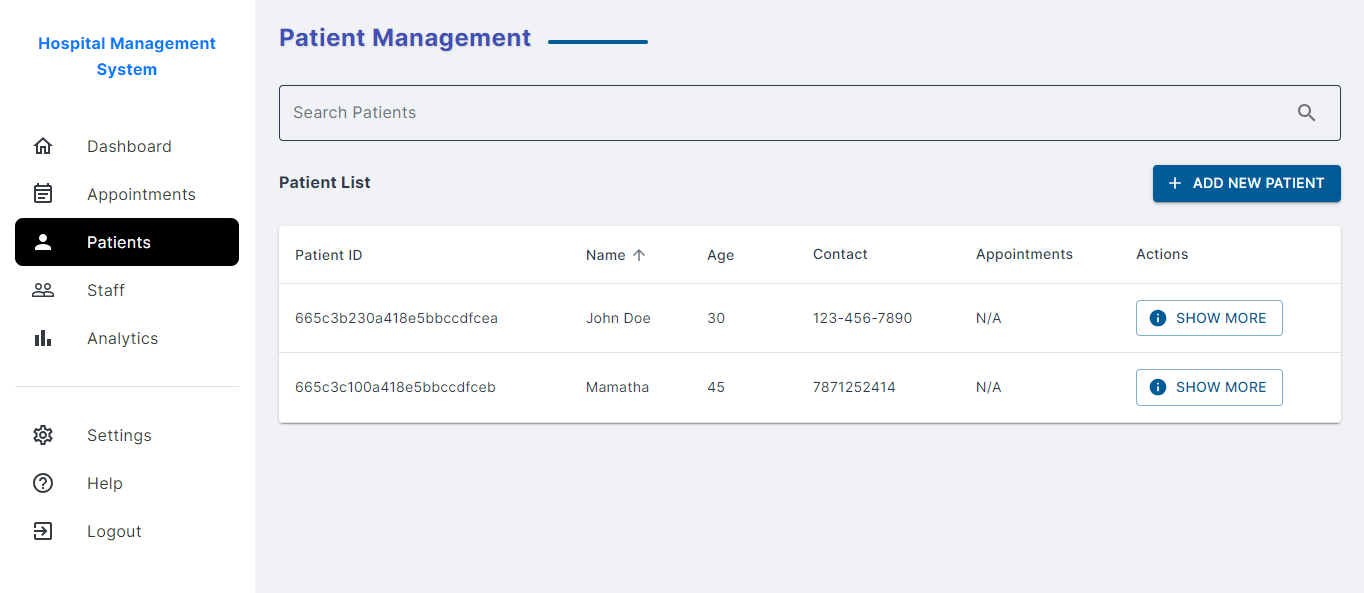 Hospital Management
System
Dashboard
Appointments
Patients
Staff
Analytics
Settings
Help
Logout
Patient Management
Search Patients
Patient List
ADD NEW PATIENT
Patient ID Name Age Contact Appointments Actions
665c3b230a418e5bbccdfcea John Doe 30 123-456-7890 N/A SHOW MORE
665c3c100a418e5bbccdfceb Mamatha 45 7871252414 N/A SHOW MORE